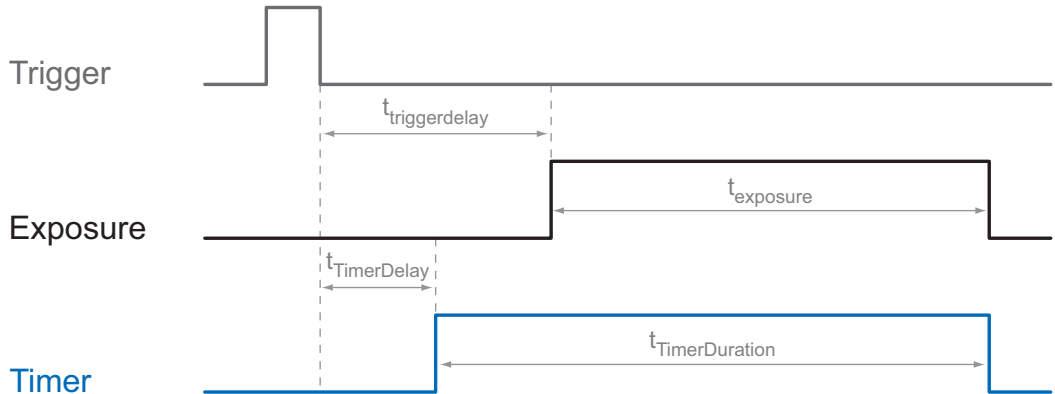 Trigger
t_triggerdelay
t_exposure
Exposure
t_TimerDelay
t_TimerDuration
Timer